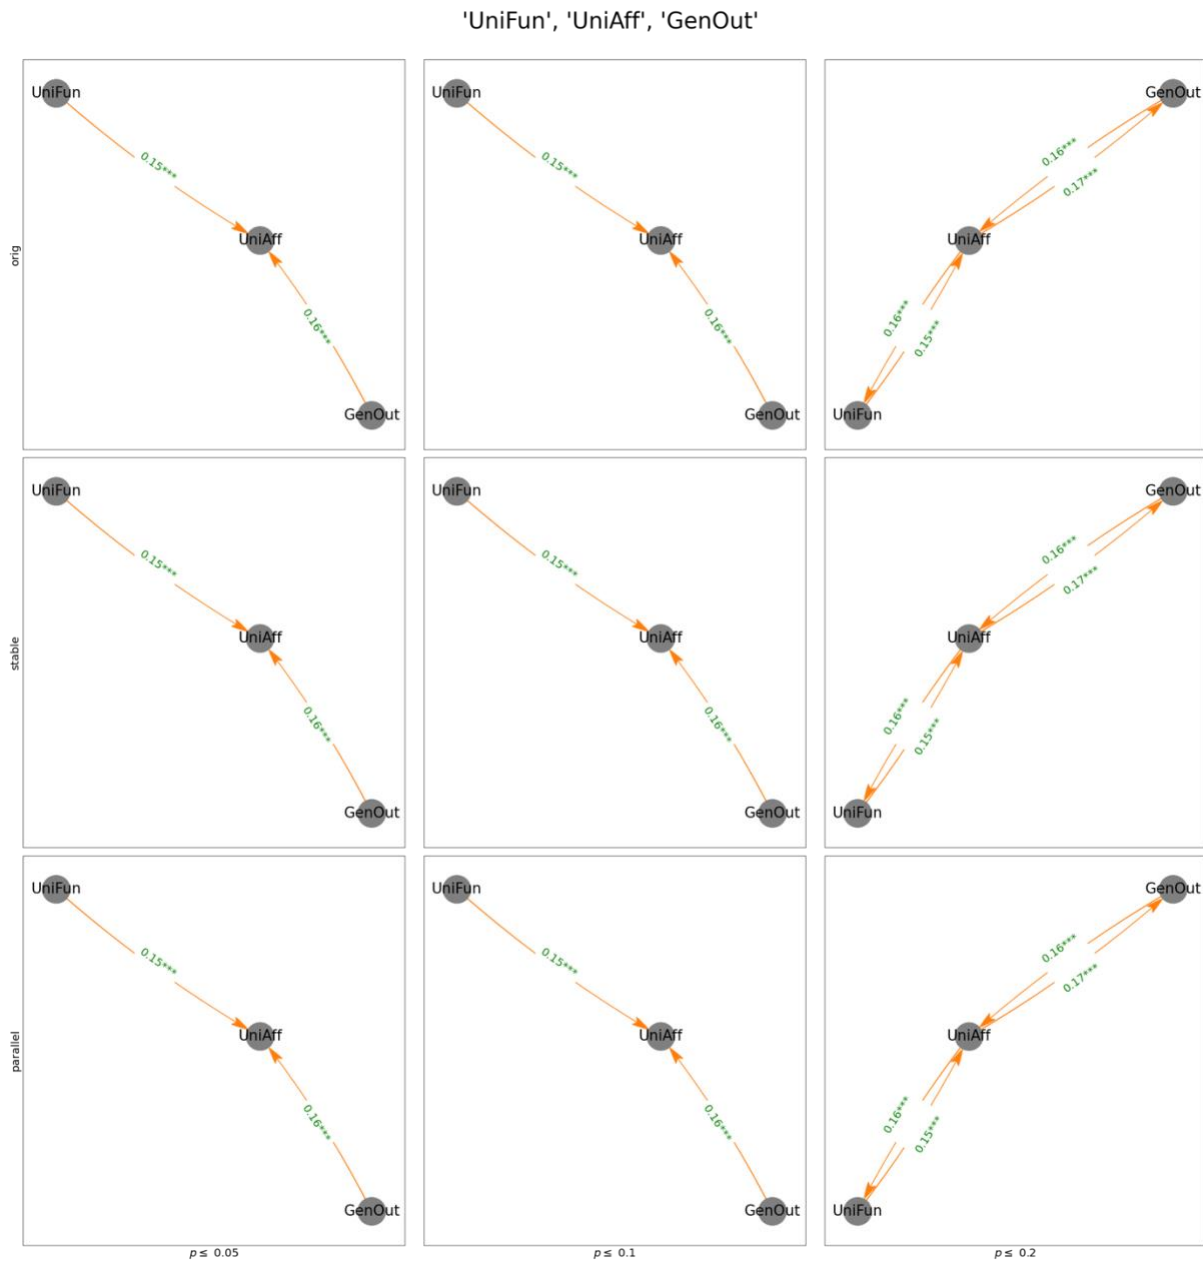 'UniFun', 'UniAff', 'GenOut'
UniFun
0.15***
UniAff
0.16***
GenOut
UniFun
0.15***
UniAff
0.16***
GenOut
GenOut
0.16***
0.17***
UniAff
0.16***
0.15***
UniFun
orig
UniFun
0.15***
UniAff
0.16***
GenOut
UniFun
0.15***
UniAff
0.16***
GenOut
GenOut
0.16***
0.17***
UniAff
0.16***
0.15***
UniFun
stable
UniFun
0.15***
UniAff
0.16***
GenOut
UniFun
0.15***
UniAff
0.16***
GenOut
GenOut
0.16***
0.17***
UniAff
0.16***
0.15***
UniFun
parallel
p ≤ 0.05
p ≤ 0.1
p ≤ 0.2